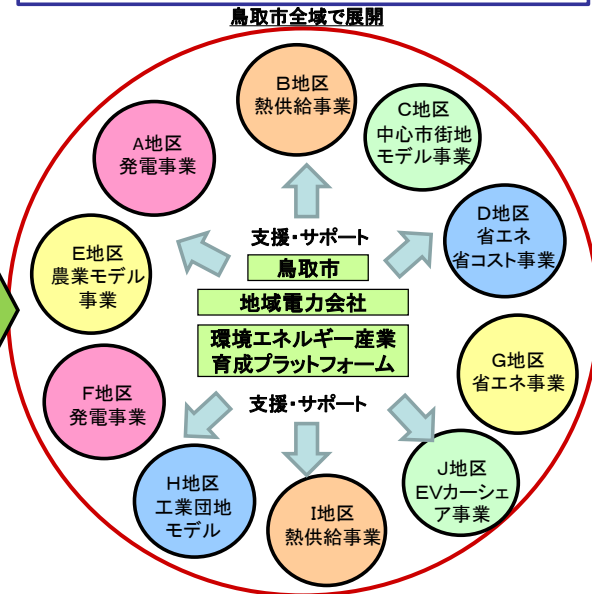 鳥取市全域で展開
B地区
熱供給事業
C地区
中心市街地
モデル事業
A地区
発電事業
D地区
省エネ
省コスト事業
支援・サポート
鳥取市
地域電力会社
環境エネルギー産業
育成プラットフォーム
支援・サポート
E地区
農業モデル
事業
G地区
省エネ事業
F地区
発電事業
H地区
工業団地
モデル
I地区
熱供給事業
J地区
EVカーシェ
ア事業